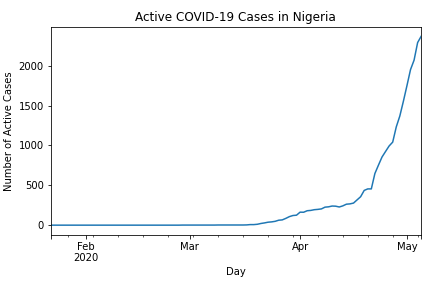 Active COVID-19 Cases in Nigeria
Number of Active Cases
2000
1500
1000
500
0
Feb
2020
Mar
Apr
May
Day